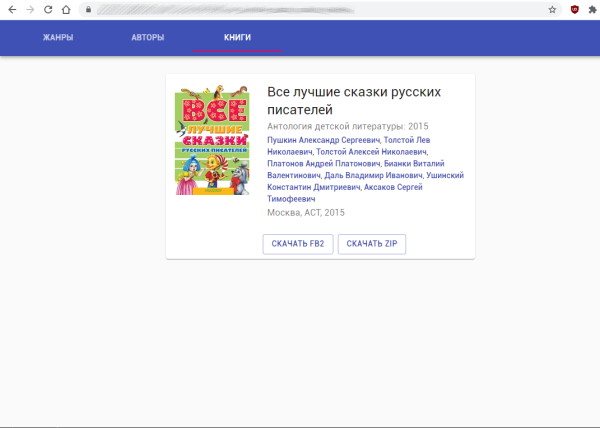 ЖАНРЫ АВТОРЫ КНИГИ
ВСЕ
ЛУЧШИЕ
СКАЗКИ
РУССКИХ ПИСАТЕЛЕЙ
Все лучшие сказки русских
писателей
Антология детской литературы: 2015
Пушкин Александр Сергеевич, Толстой Лев
Николаевич, Толстой Алексей Николаевич,
Платонов Андрей Платонович, Бианки Виталий
Валентинович, Даль Владимир Иванович, Ушинский
Константин Дмитриевич, Аксаков Сергей
Тимофеевич
Москва, АСТ, 2015
СКАЧАТЬ FB2 СКАЧАТЬ ZIP